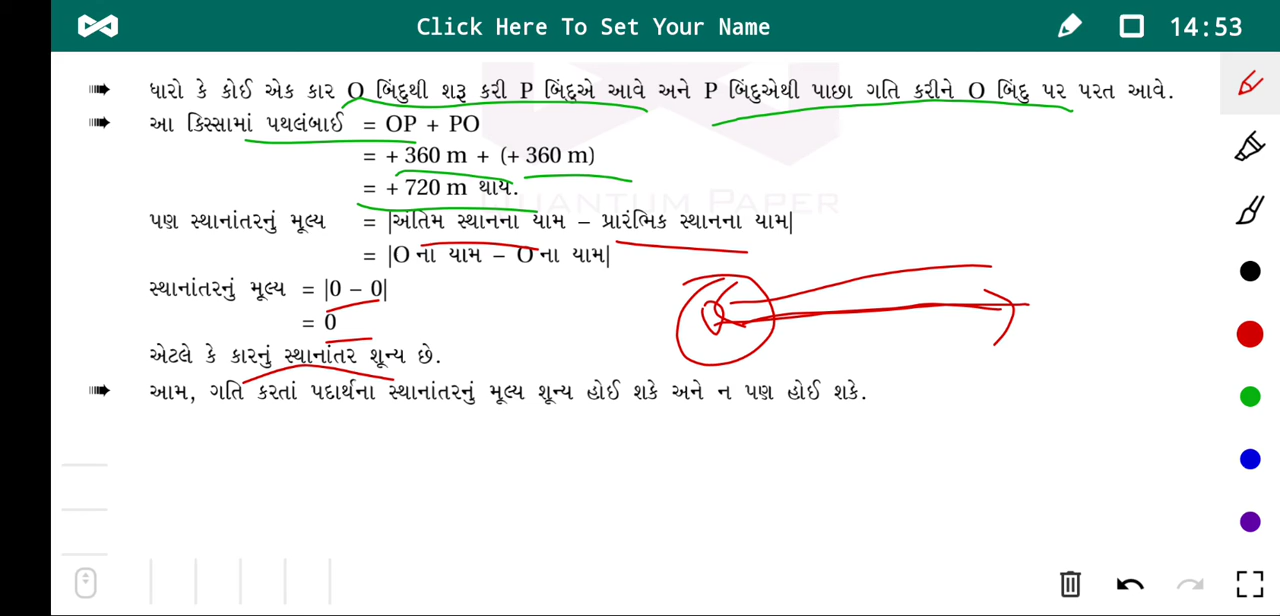 Click Here To Set Your Name
14:53
➠ ધારો કે કોઈ એક કાર O બિંદુથી શરૂ કરી P બિંદુએ આવે અને P બિંદુએથી પાછા ગતિ કરીને O બિંદુ પર પરત આવે.
➠ આ કિસ્સામાં પથલંબાઈ = OP + PO
= + 360 m + (+ 360 m)
= + 720 m થાય.
QUANTUM PAPER
પણ સ્થાનાંતરનું મૂલ્ય = |અંતિમ સ્થાનના યામ – પ્રારંભિક સ્થાનના યામ|
= |O ના યામ – O ના યામ|
સ્થાનાંતરનું મૂલ્ય = |0 – 0|
= 0
એટલે કે કારનું સ્થાનાંતર શૂન્ય છે.
➠ આમ, ગતિ કરતાં પદાર્થના સ્થાનાંતરનું મૂલ્ય શૂન્ય હોઈ શકે અને ન પણ હોઈ શકે.